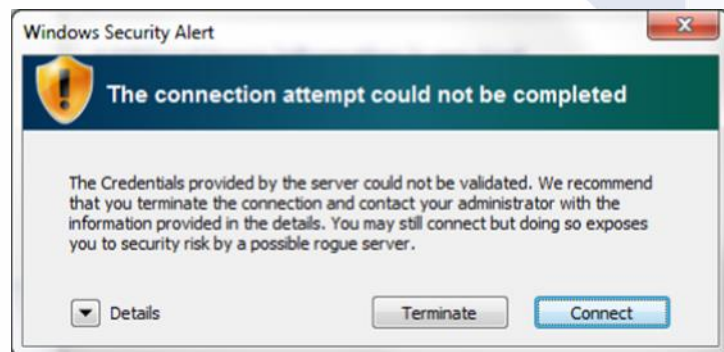 Windows Security Alert
The connection attempt could not be completed
The Credentials provided by the server could not be validated. We recommend
that you terminate the connection and contact your administrator with the
information provided in the details. You may still connect but doing so exposes
you to security risk by a possible rogue server.
Details
Terminate
Connect